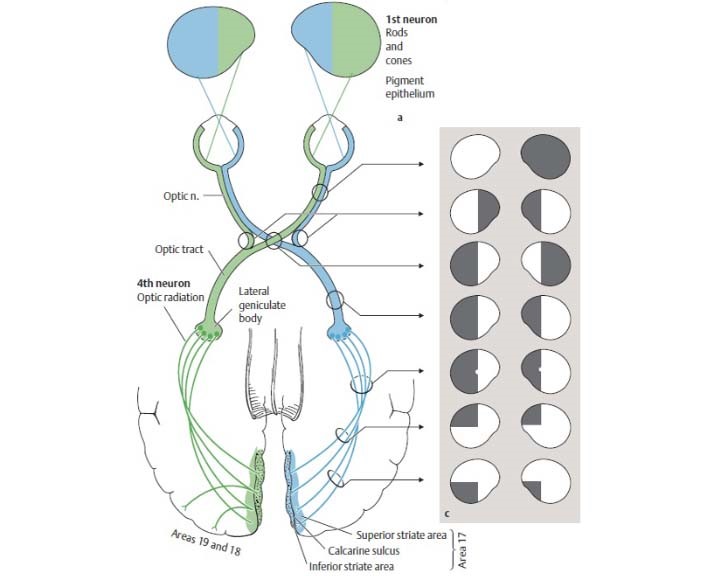 1st neuron
Rods
and
cones
Pigment
epithelium
a
Optic n.
Optic tract
4th neuron
Optic radiation
Lateral
geniculate
body
c
Areas 19 and 18
Superior striate area
Calcarine sulcus
Inferior striate area
Area 17